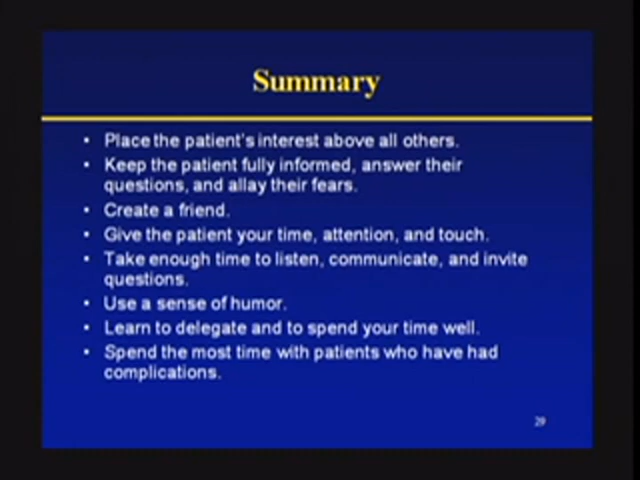 Summary
• Place the patient's interest above all others.
• Keep the patient fully informed, answer their
questions, and allay their fears.
• Create a friend.
• Give the patient your time, attention, and touch.
• Take enough time to listen, communicate, and invite
questions.
• Use a sense of humor.
• Learn to delegate and to spend your time well.
• Spend the most time with patients who have had
complications.
29